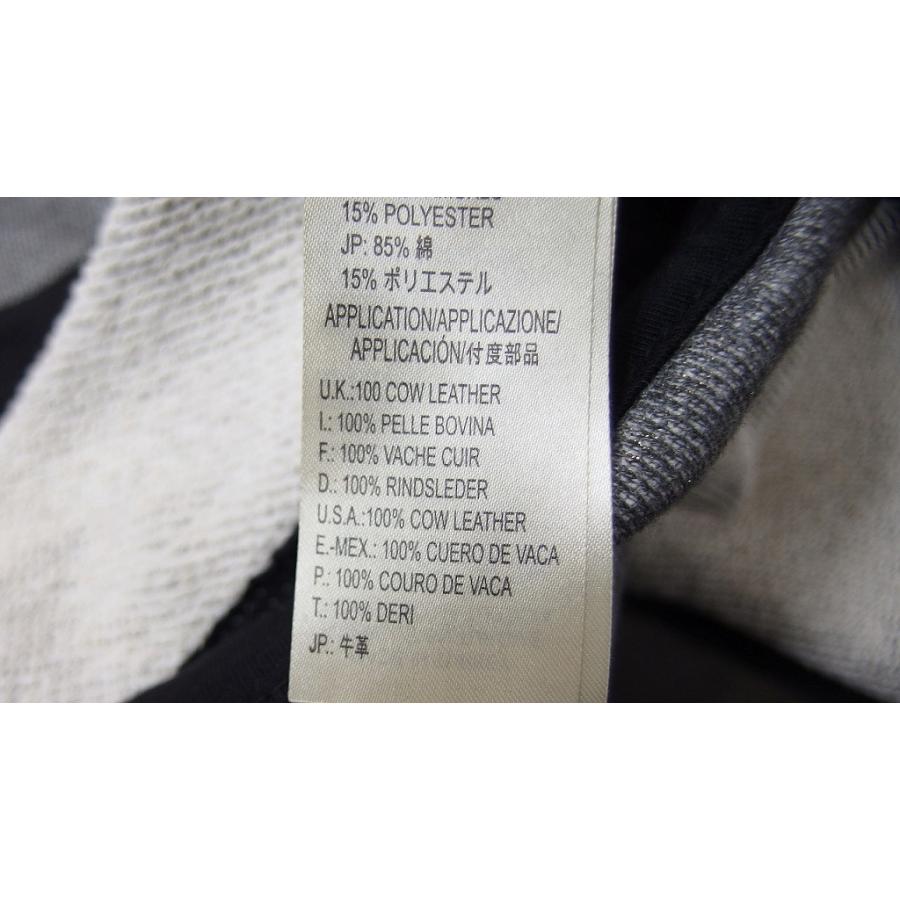 15% POLYESTER
JP: 85% 綿
15% ポリエステル
APPLICATION/APPLICAZIONE/
APPLICACIÓN/付度部品
U.K.:100 COW LEATHER
I.: 100% PELLE BOVINA
F.: 100% VACHE CUIR
D.: 100% RINDSLEDER
U.S.A.:100% COW LEATHER
E.-MEX.: 100% CUERO DE VACA
P.: 100% COURO DE VACA
T.: 100% DERI
JP.: 牛革